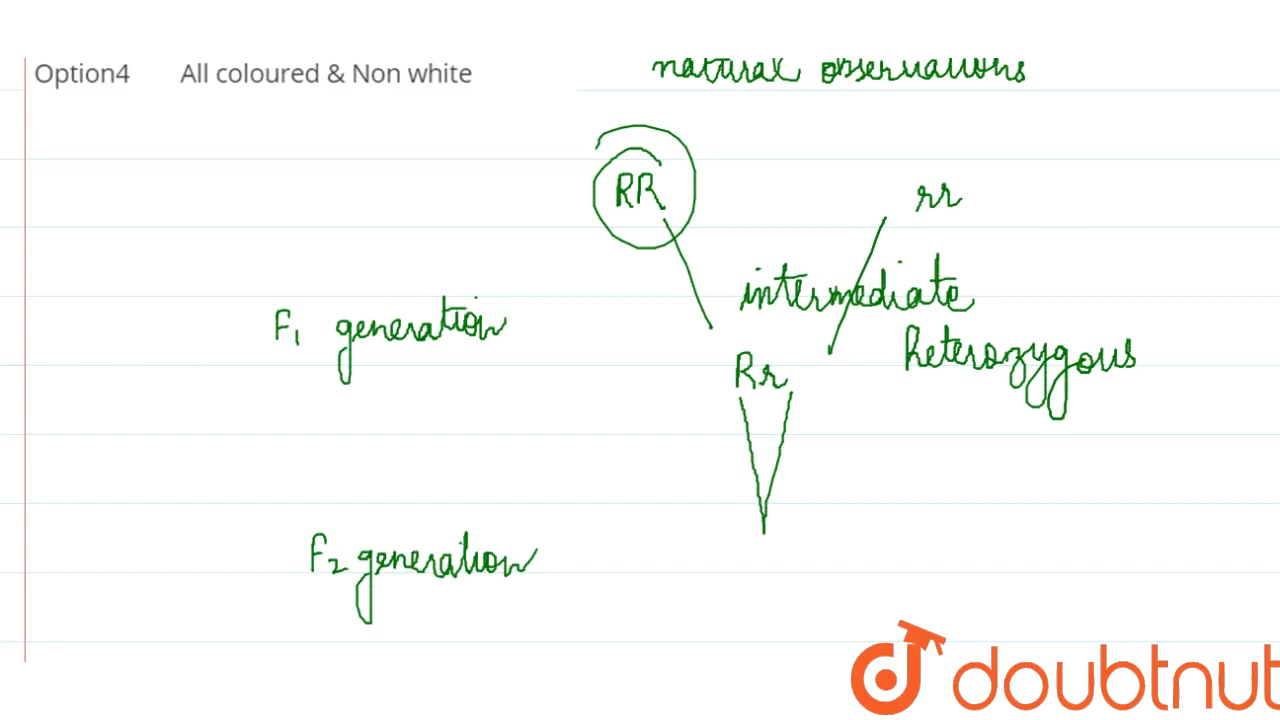 Option4 All coloured & Non white
natural observations
RR
rr
intermediate
F1 generation
heterozygous
Rr
F2 generation
doubtnut